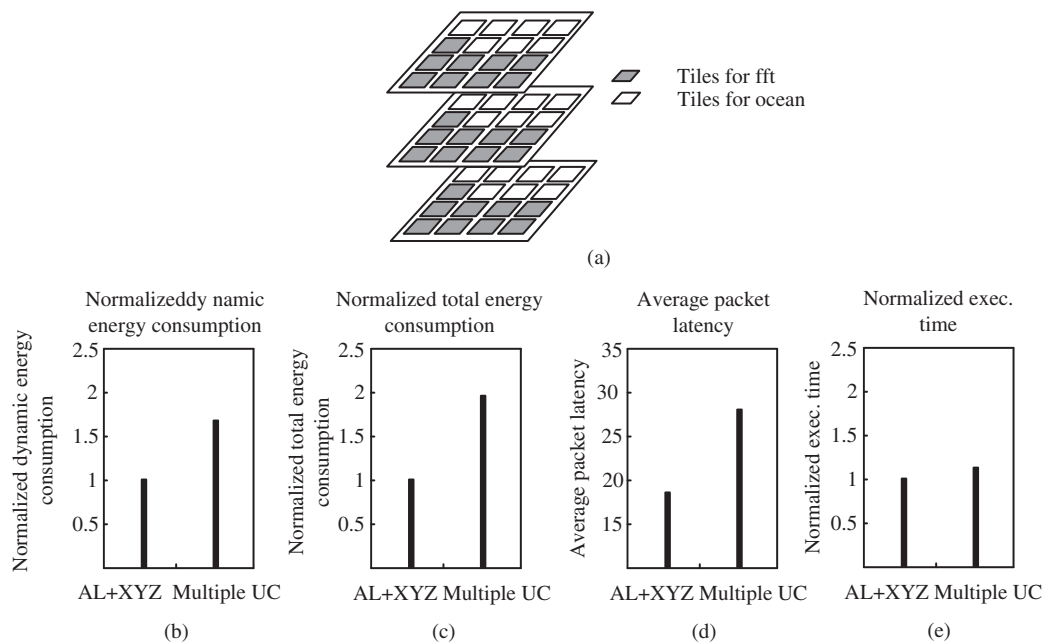 Tiles for fft
Tiles for ocean
(a)
Normalizeddy namic
energy consumption
Normalized dynamic energy
consumption
2.5
2
1.5
1
0.5
AL+XYZ Multiple UC
(b)
Normalized total energy
consumption
Normalized total energy
consumption
2.5
2
1.5
1
0.5
AL+XYZ Multiple UC
(c)
Average packet
latency
Average packet latency
35
30
25
20
15
AL+XYZ Multiple UC
(d)
Normalized exec.
time
Normalized exec. time
2.5
2
1.5
1
0.5
AL+XYZ Multiple UC
(e)